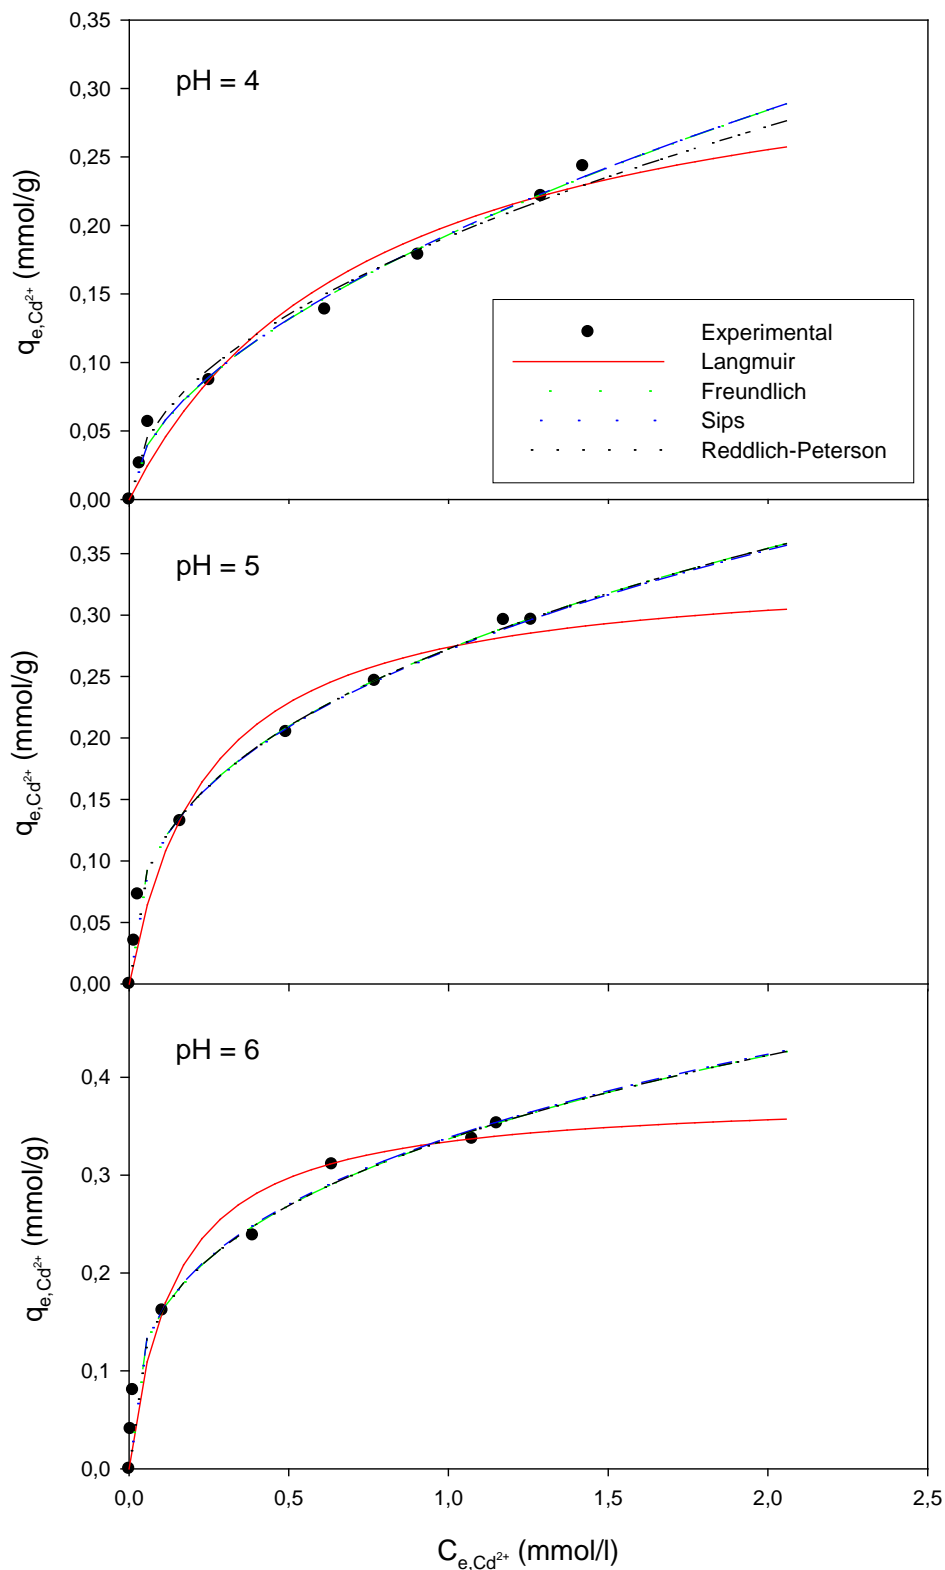 0,35
pH = 4
0,30
0,25
0,20
0,15
0,10
0,05
0,00
qe,Cd²⁺ (mmol/g)
Experimental
Langmuir
Freundlich
Sips
Reddlich-Peterson
pH = 5
0,35
0,30
0,25
0,20
0,15
0,10
0,05
0,00
qe,Cd²⁺ (mmol/g)
pH = 6
0,4
0,3
0,2
0,1
0,0
qe,Cd²⁺ (mmol/g)
0,0 0,5 1,0 1,5 2,0 2,5
Ce,Cd²⁺ (mmol/l)